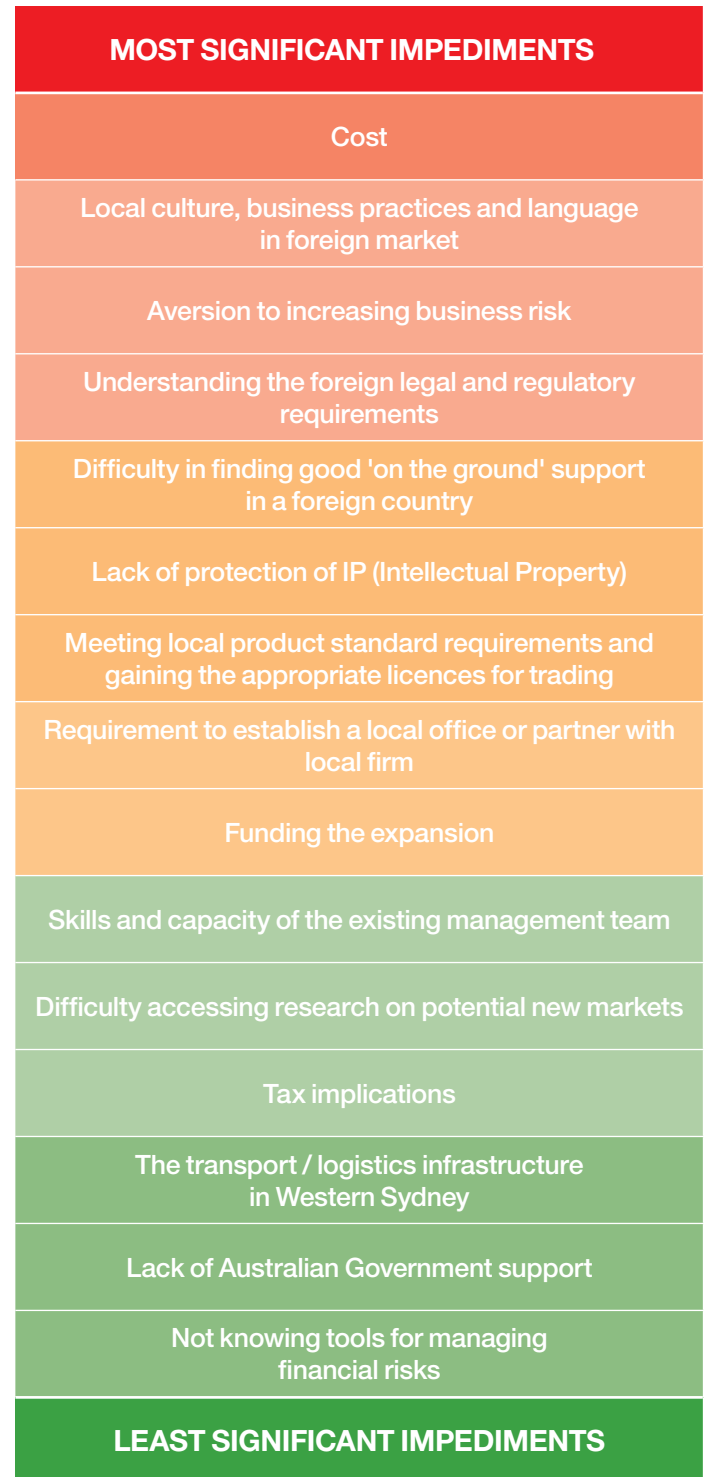 MOST SIGNIFICANT IMPEDIMENTS
Cost
Local culture, business practices and language
in foreign market
Aversion to increasing business risk
Understanding the foreign legal and regulatory
requirements
Difficulty in finding good 'on the ground' support
in a foreign country
Lack of protection of IP (Intellectual Property)
Meeting local product standard requirements and
gaining the appropriate licences for trading
Requirement to establish a local office or partner with
local firm
Funding the expansion
Skills and capacity of the existing management team
Difficulty accessing research on potential new markets
Tax implications
The transport / logistics infrastructure
in Western Sydney
Lack of Australian Government support
Not knowing tools for managing
financial risks
LEAST SIGNIFICANT IMPEDIMENTS